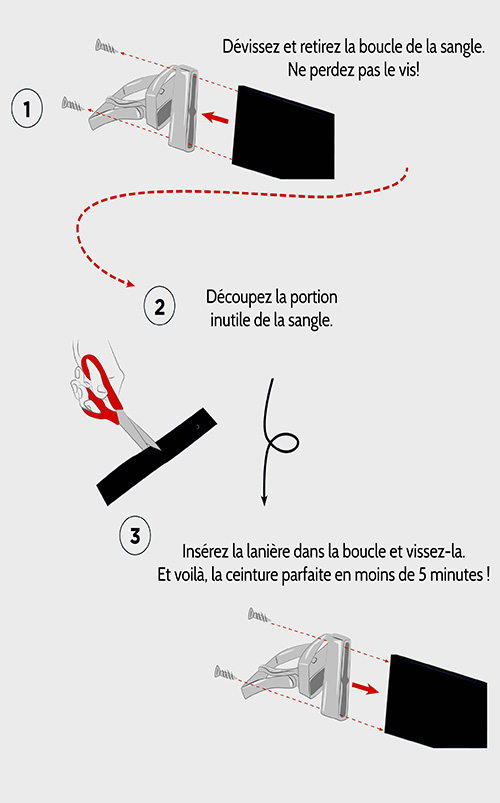 Dévissez et retirez la boucle de la sangle.
Ne perdez pas le vis!
1
2
Découpez la portion
inutile de la sangle.
3
Insérez la lanière dans la boucle et vissez-la.
Et voilà, la ceinture parfaite en moins de 5 minutes !